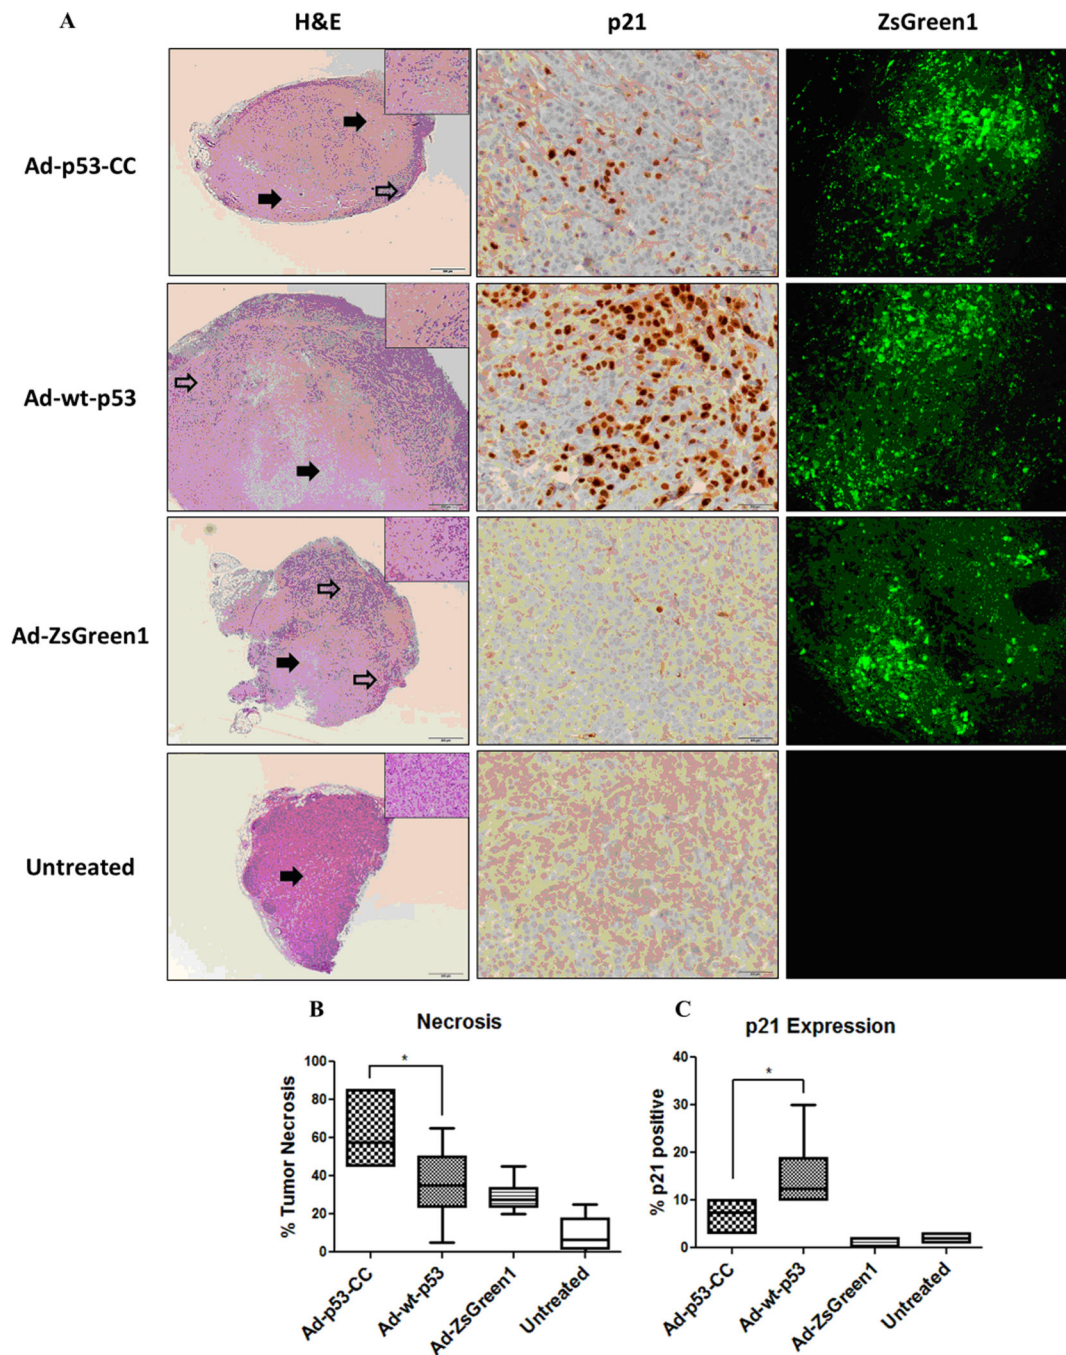 A
H&E
p21
ZsGreen1
Ad-p53-CC
Ad-wt-p53
Ad-ZsGreen1
Untreated
B
Necrosis
% Tumor Necrosis
100
80
60
40
20
0
*
Ad-p53-CC
Ad-wt-p53
Ad-ZsGreen1
Untreated
C
p21 Expression
% p21 positive
40
30
20
10
0
*
Ad-p53-CC
Ad-wt-p53
Ad-ZsGreen1
Untreated